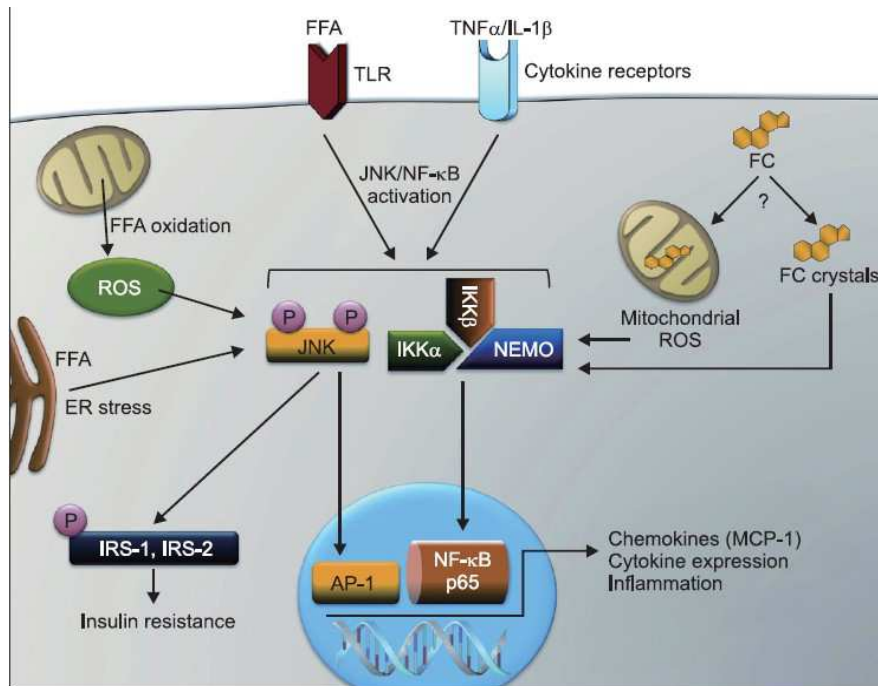 FFA
TNFα/IL-1β
TLR
Cytokine receptors
JNK/NF-κB
activation
FC
?
FFA oxidation
FC crystals
ROS
Mitochondrial
ROS
P
P
JNK
IKKβ
IKKα
NEMO
FFA
ER stress
P
IRS-1, IRS-2
Insulin resistance
AP-1
NF-κB
p65
Chemokines (MCP-1)
Cytokine expression
Inflammation